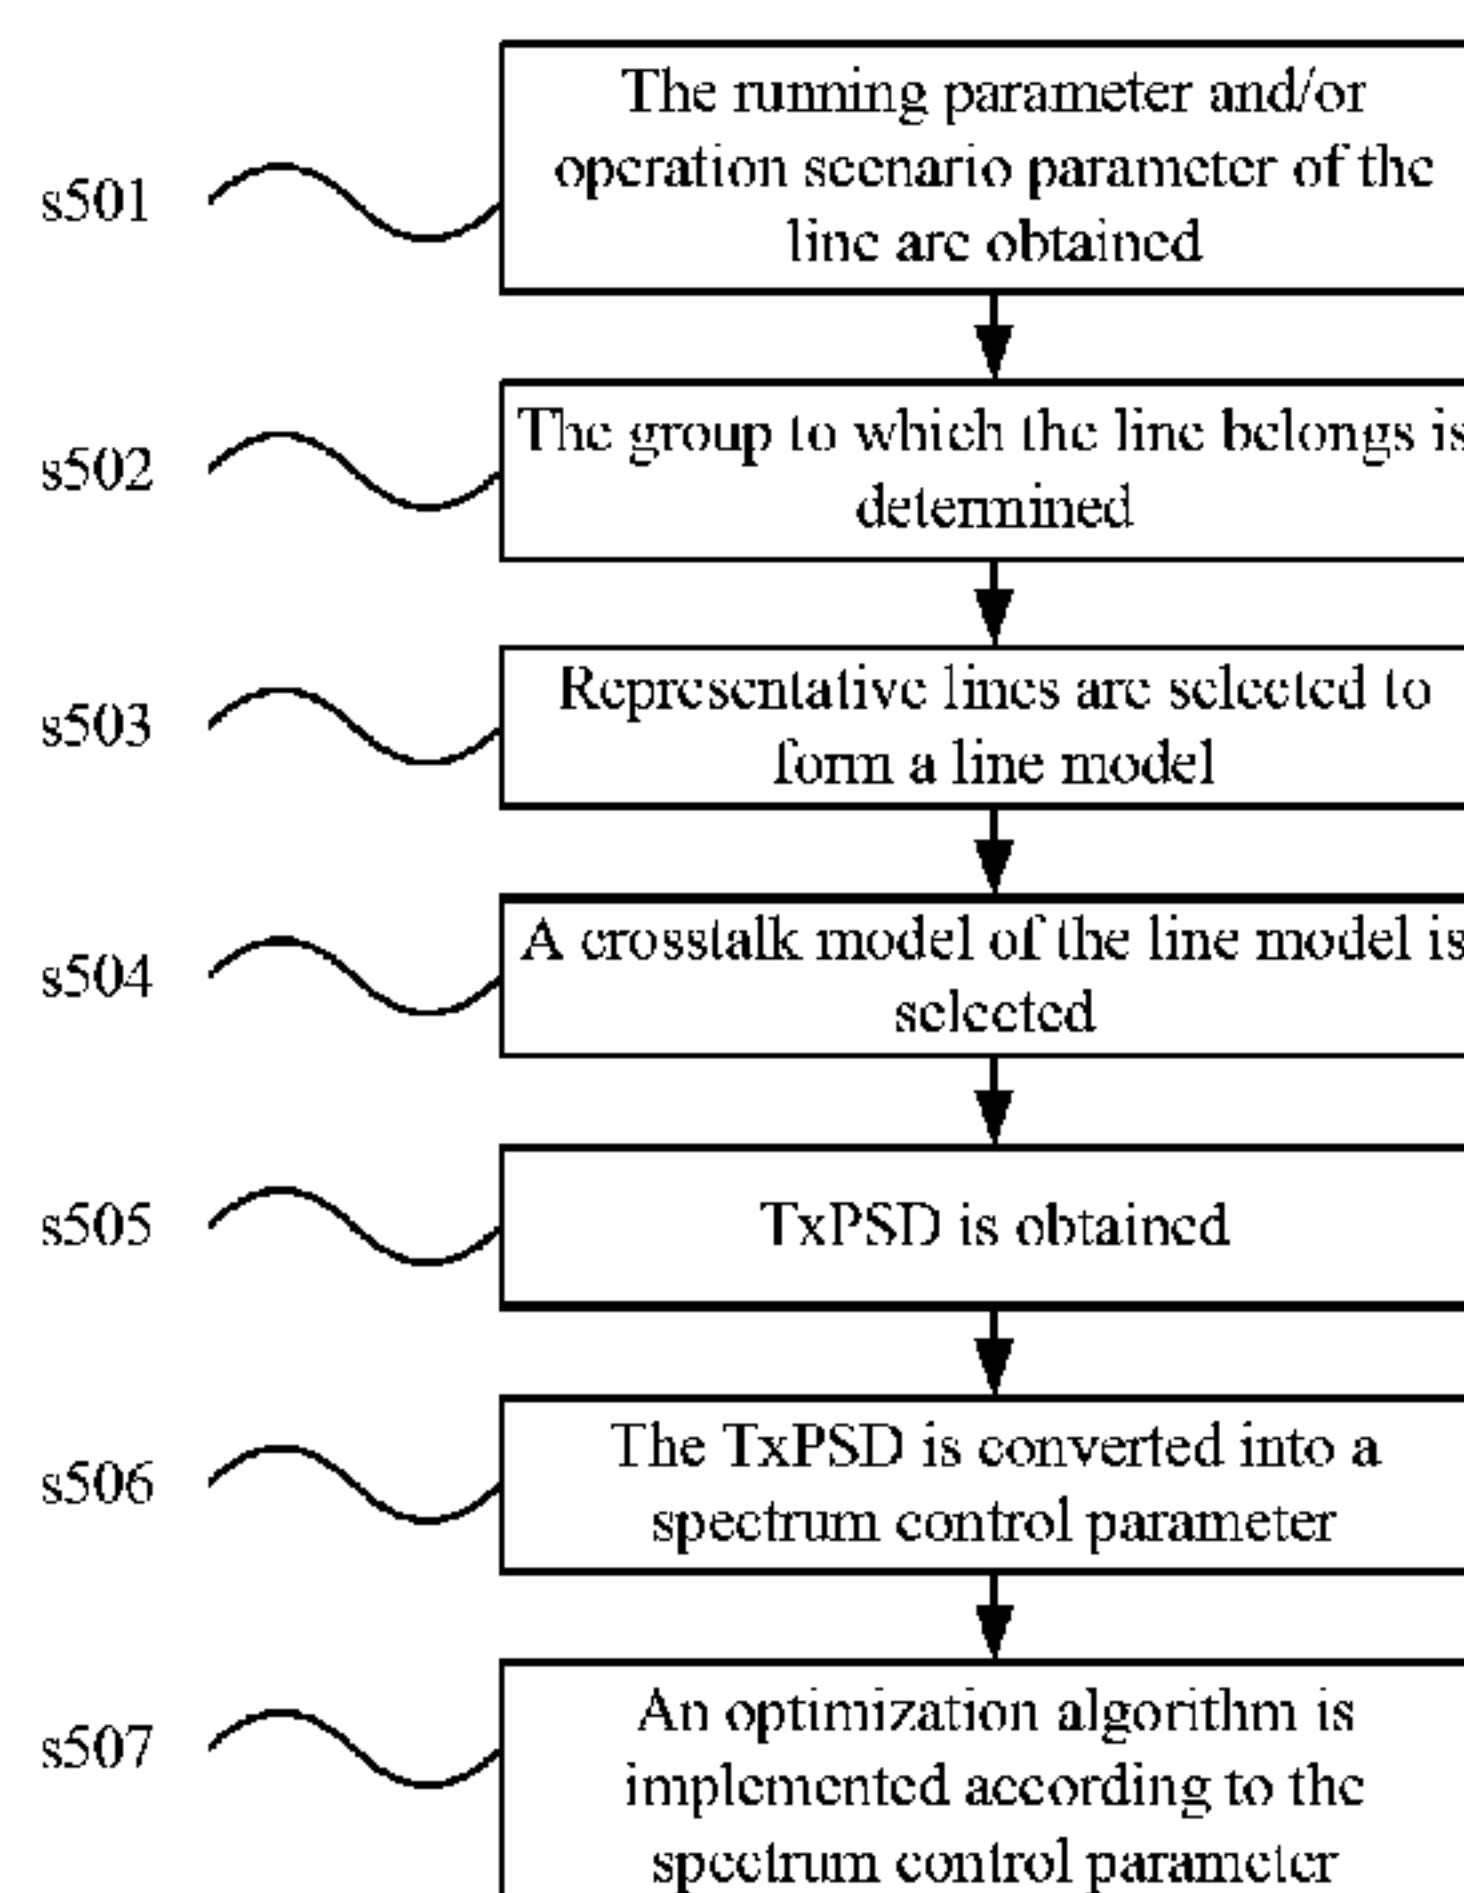 The running parameter and/or
operation scenario parameter of the
line are obtained
s501
The group to which the line belongs is
determined
s502
Representative lines are selected to
form a line model
s503
A crosstalk model of the line model is
selected
s504
TxPSD is obtained
s505
The TxPSD is converted into a
spectrum control parameter
s506
An optimization algorithm is
implemented according to the
spectrum control parameter
s507